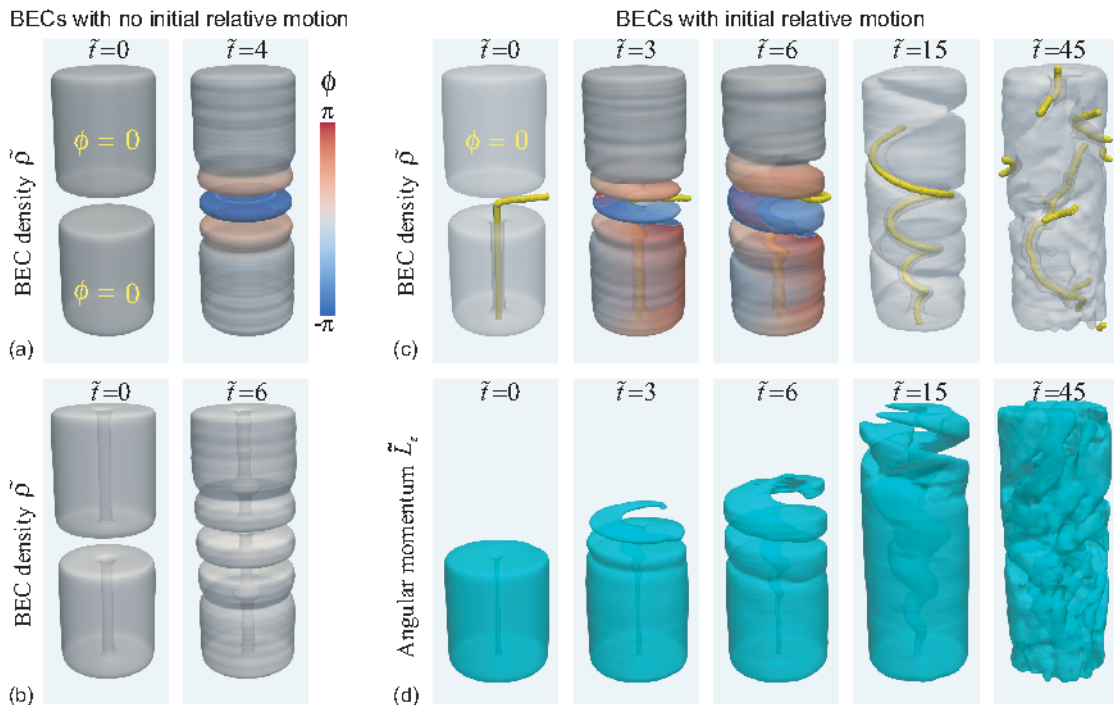 BECs with no initial relative motion
BECs with initial relative motion
(a)
BEC density ρ̃
t̃=0
t̃=4
ϕ = 0
ϕ = 0
ϕ
π
-π
(c)
BEC density ρ̃
t̃=0
t̃=3
t̃=6
t̃=15
t̃=45
ϕ = 0
(b)
BEC density ρ̃
t̃=0
t̃=6
(d)
Angular momentum L̃z
t̃=0
t̃=3
t̃=6
t̃=15
t̃=45